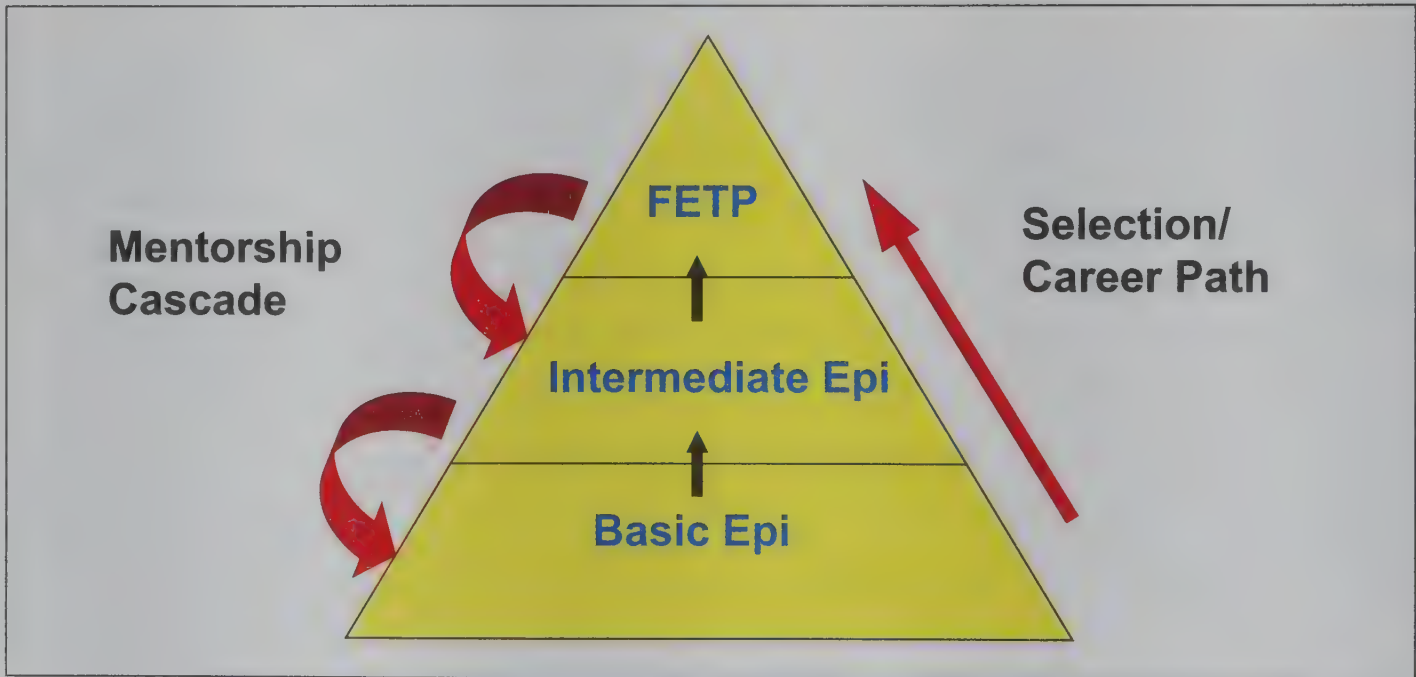 FETP
Mentorship
Cascade
Selection/
Career Path
Intermediate Epi
Basic Epi